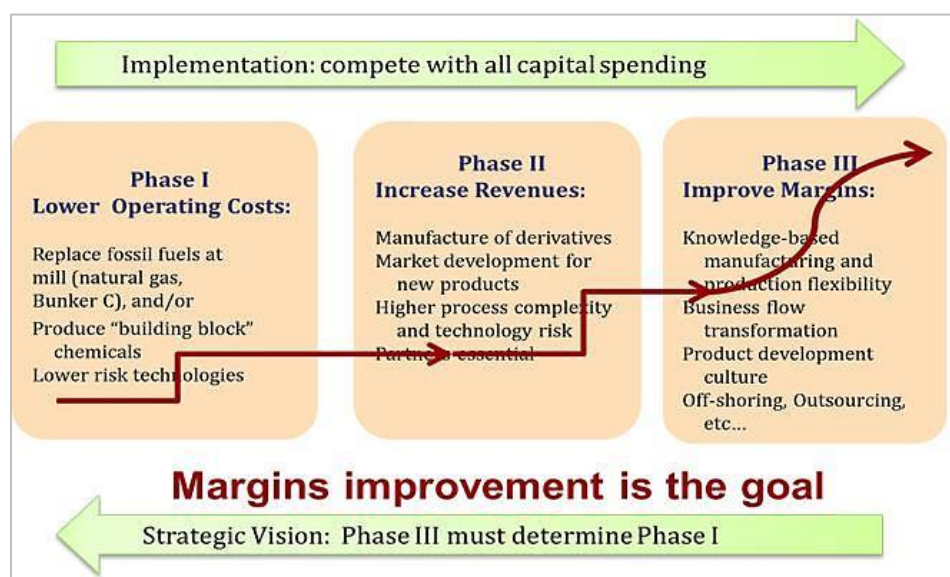 Implementation: compete with all capital spending
Phase I
Lower Operating Costs:
Replace fossil fuels at
mill (natural gas,
Bunker C), and/or
Produce “building block”
chemicals
Lower risk technologies
Phase II
Increase Revenues:
Manufacture of derivatives
Market development for
new products
Higher process complexity
and technology risk
Partners essential
Phase III
Improve Margins:
Knowledge-based
manufacturing and
production flexibility
Business flow
transformation
Product development
culture
Off-shoring, Outsourcing,
etc...
Margins improvement is the goal
Strategic Vision: Phase III must determine Phase I